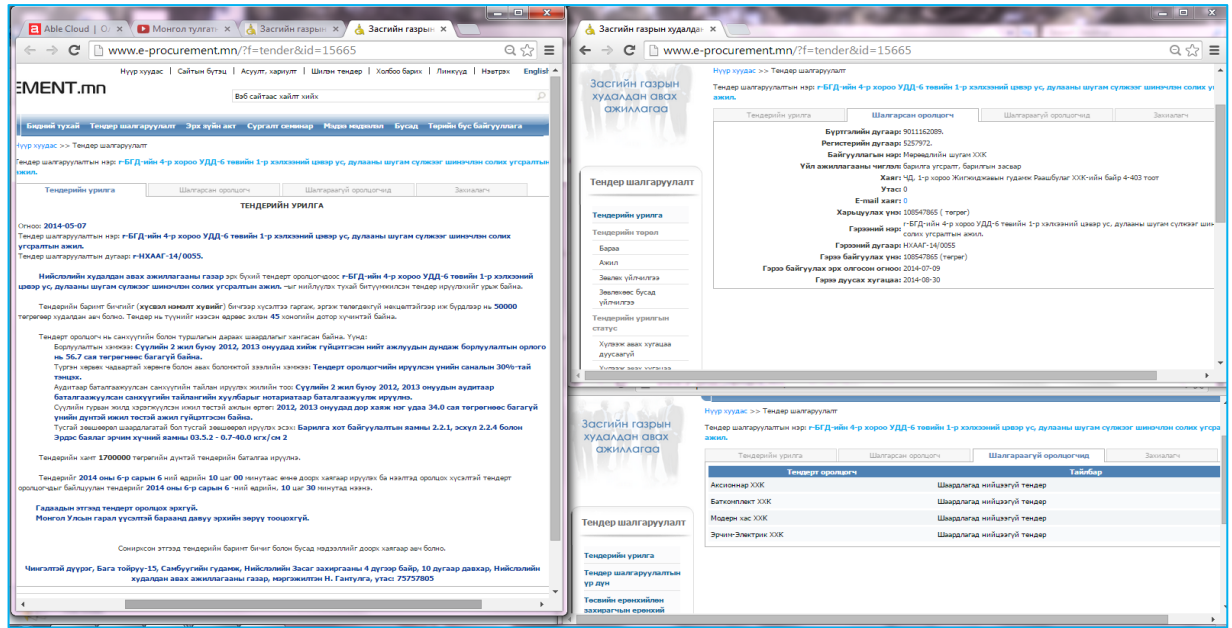 Able Cloud | Ол
Монгол тулгатн
Засгийн газрын
Засгийн газрын
www.e-procurement.mn/?f=tender&id=15665
Нүүр хуудас | Сайтын бүтэц | Асуулт, хариулт | Шилэн тендер | Холбоо барих | Линкууд | Нэвтрэх English
EMENT.mn
Вэб сайтаас хайлт хийх
Бидний тухай Тендер шалгаруулалт Эрх зүйн акт Сургалт семинар Мэдээ мэдээлэл Бусад Төрийн бус байгууллага
Нүүр хуудас >> Тендер шалгаруулалт
Тендер шалгаруулалтын нэр: г-БГД-ийн 4-р хороо УДД-6 төвийн 1-р хэлхээний цэвэр ус, дулааны шугам сүлжээг шинэчлэн солих угсралтын
ажил.
Тендерийн урилга Шалгарсан оролцогч Шалгараагүй оролцогчид Захиалагч
ТЕНДЕРИЙН УРИЛГА
Огноо: 2014-05-07
Тендер шалгаруулалтын нэр: г-БГД-ийн 4-р хороо УДД-6 төвийн 1-р хэлхээний цэвэр ус, дулааны шугам сүлжээг шинэчлэн солих
угсралтын ажил.
Тендер шалгаруулалтын дугаар: г-НХААГ-14/0055.
Нийслэлийн худалдан авах ажиллагааны газар эрх бүхий тендерт оролцогчдоос г-БГД-ийн 4-р хороо УДД-6 төвийн 1-р хэлхээний
цэвэр ус, дулааны шугам сүлжээг шинэчлэн солих угсралтын ажил. –ыг нийлүүлэх тухай битүүмжилсэн тендер ирүүлэхийг урьж байна.
Тендерийн баримт бичгийг (хүсвэл нэмэлт хувийг) бичгээр хүсэлтээ гаргаж, эргэж төлөгдөхгүй нөхцөлтэйгээр иж бүрдлээр нь 50000
төгрөгөөр худалдан авч болно. Тендер нь түүнийг нээсэн өдрөөс эхлэн 45 хоногийн дотор хүчинтэй байна.
Тендерт оролцогч нь санхүүгийн болон туршлагын дараах шаардлагыг хангасан байна. Үүнд:
Борлуулалтын хэмжээ: Сүүлийн 2 жил буюу 2012, 2013 онуудад хийж гүйцэтгэсэн нийт ажлуудын дундаж борлуулалтын орлого
нь 56.7 сая төгрөгнөөс багагүй байна.
Түргэн хөрвөх чадвартай хөрөнгө болон авах боломжтой зээлийн хэмжээ: Тендерт оролцогчийн ирүүлсэн үнийн саналын 30%-тай
тэнцэх.
Аудитаар баталгаажуулсан санхүүгийн тайлан ирүүлэх жилийн тоо: Сүүлийн 2 жил буюу 2012, 2013 онуудын аудитаар
баталгаажуулсан санхүүгийн тайлангийн хуулбарыг нотариатаар баталгаажуулж ирүүлнэ.
Сүүлийн гурван жилд хэрэгжүүлсэн ижил төстэй ажлын өртөг: 2012, 2013 онуудад дор хаяж нэг удаа 34.0 сая төгрөгнөөс багагүй
үнийн дүнтэй ижил төстэй ажил гүйцэтгэсэн байна.
Тусгай зөвшөөрөл шаардлагатай бол тусгай зөвшөөрөл ирүүлэх эсэх: Барилга хот байгуулалтын яамны 2.2.1, эсхүл 2.2.4 болон
Эрдэс баялаг эрчим хүчний яамны 03.5.2 - 0.7-40.0 кгх/см 2
Тендерийн хамт 1700000 төгрөгийн дүнтэй тендерийн баталгаа ирүүлнэ.
Тендерийг 2014 оны 6-р сарын 6 ний өдрийн 10 цаг 00 минутаас өмнө доорх хаягаар ирүүлэх ба нээлтэд оролцох хүсэлтэй тендерт
оролцогчдыг байлцуулан тендерийг 2014 оны 6-р сарын 6 -ний өдрийн, 10 цаг 30 минутад нээнэ.
Гадаадын этгээд тендерт оролцох эрхгүй.
Монгол Улсын гарал үүсэлтэй бараанд давуу эрхийн зөрүү тооцохгүй.
Сонирхсон этгээд тендерийн баримт бичиг болон бусад мэдээллийг доорх хаягаар авч болно.
Чингэлтэй дүүрэг, Бага тойруу-15, Самбуугийн гудамж, Нийслэлийн Засаг захиргааны 4 дүгээр байр, 10 дугаар давхар, Нийслэлийн
худалдан авах ажиллагааны газар, мэргэжилтэн Н. Гантулга, утас: 75757805
Засгийн газрын худалдан
www.e-procurement.mn/?f=tender&id=15665
Засгийн газрын
худалдан авах
ажиллагаа
Тендер шалгаруулалт
Тендерийн урилга
Тендерийн төрөл
Бараа
Ажил
Зөвлөх үйлчилгээ
Зөвлөхөөс бусад
үйлчилгээ
Тендерийн урилгын
статус
Хүлээж авах хугацаа
дуусаагүй
Хүлээж авах хугацаа
Нүүр хуудас >> Тендер шалгаруулалт
Тендер шалгаруулалтын нэр: г-БГД-ийн 4-р хороо УДД-6 төвийн 1-р хэлхээний цэвэр ус, дулааны шугам сүлжээг шинэчлэн солих уг
ажил.
Тендерийн урилга Шалгарсан оролцогч Шалгараагүй оролцогчид Захиалагч
Бүртгэлийн дугаар: 9011162089.
Регистерийн дугаар: 5257972.
Байгууллагын нэр: Мөрөөдлийн шугам ХХК
Үйл ажиллагааны чиглэл: барилга угсралт, барилгын засвар
Хаяг: ЧД, 1-р хороо Жигжиджавын гудамж Раашбулаг ХХК-ийн байр 4-403 тоот
Утас: 0
E-mail хаяг: 0
Харьцуулах үнэ: 108547865 ( төгрөг)
Гэрээний нэр: г-БГД-ийн 4-р хороо УДД-6 төвийн 1-р хэлхээний цэвэр ус, дулааны шугам сүлжээг шин
солих угсралтын ажил.
Гэрээний дугаар: НХААГ-14/0055
Гэрээ байгуулах үнэ: 108547865 (төгрөг)
Гэрээ байгуулах эрх олгосон огноо: 2014-07-09
Гэрээ дуусах хугацаа: 2014-08-30
Засгийн газрын
худалдан авах
ажиллагаа
Тендер шалгаруулалт
Тендерийн урилга
Тендер шалгаруулалтын
үр дүн
Төсвийн ерөнхийлөн
захирагчын ерөнхий
Нүүр хуудас >> Тендер шалгаруулалт
Тендер шалгаруулалтын нэр: г-БГД-ийн 4-р хороо УДД-6 төвийн 1-р хэлхээний цэвэр ус, дулааны шугам сүлжээг шинэчлэн солих угсра
ажил.
Тендерийн урилга Шалгарсан оролцогч Шалгараагүй оролцогчид Захиалагч
Тендерт оролцогч Тайлбар
Аксионнар ХХК Шаардлагад нийцээгүй тендер
Баткомплект ХХК Шаардлагад нийцээгүй тендер
Модерн хас ХХК Шаардлагад нийцээгүй тендер
Эрчим-Электрик ХХК Шаардлагад нийцээгүй тендер